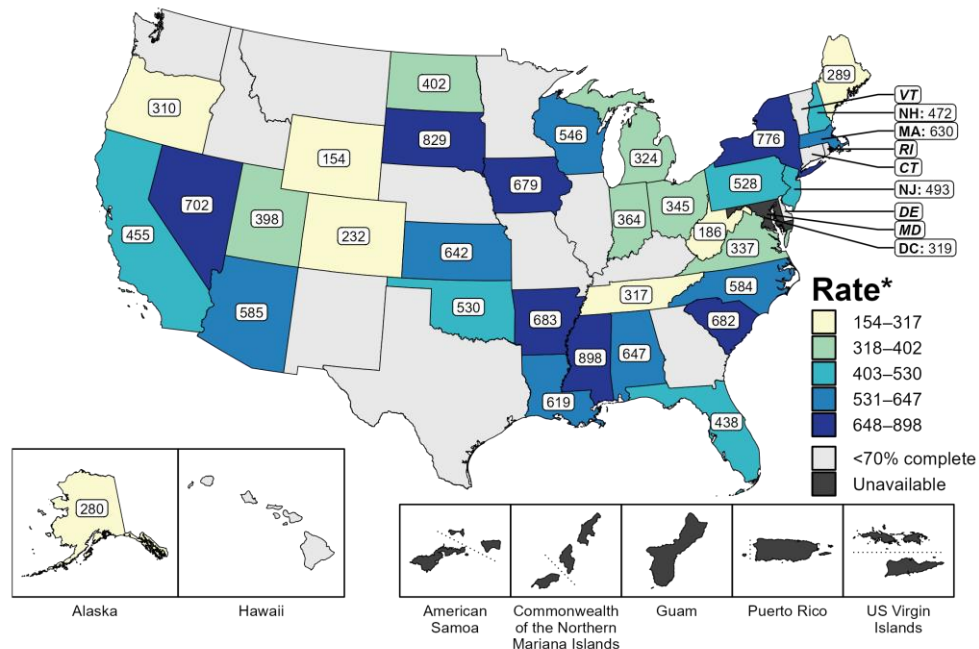 402
289
310
VT
NH: 472
829
546
776
MA: 630
RI
154
324
CT
679
528
NJ: 493
702
398
364
345
DE
232
186
MD
455
642
337
DC: 319
317
584
585
530
683
682
898
647
619
438
Rate*
154–317
318–402
403–530
531–647
648–898
<70% complete
Unavailable
280
Alaska
Hawaii
American
Samoa
Commonwealth
of the Northern
Mariana Islands
Guam
Puerto Rico
US Virgin
Islands